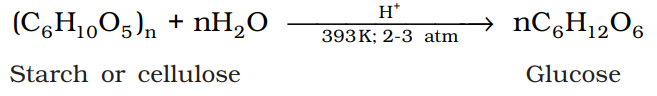 (C₆H₁₀O₅)ₙ + nH₂O →[H⁺][393K; 2-3 atm] nC₆H₁₂O₆
Starch or cellulose Glucose